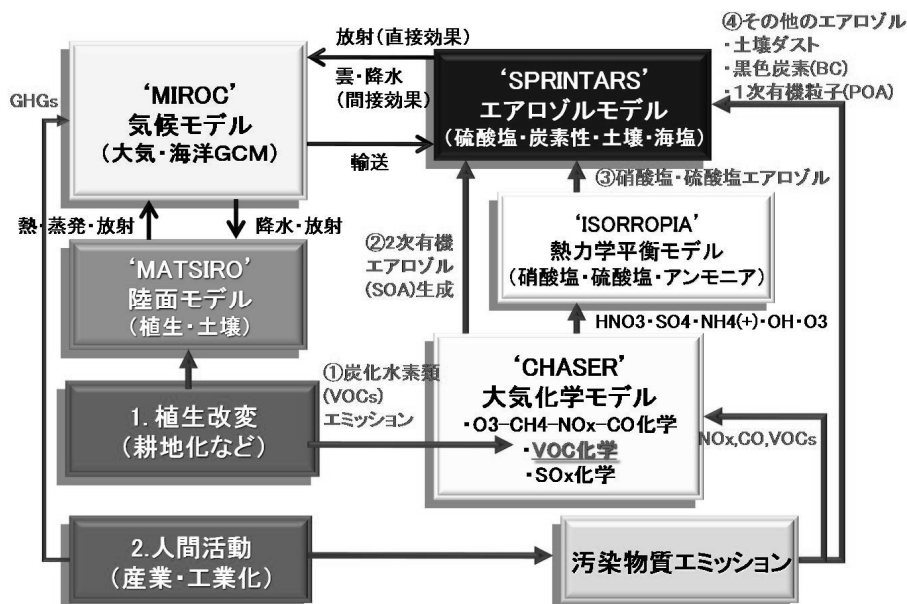 放射(直接効果)
雲・降水
(間接効果)
輸送
GHGs
‘MIROC’
気候モデル
(大気・海洋GCM)
‘SPRINTARS’
エアロゾルモデル
(硫酸塩・炭素性・土壌・海塩)
④その他のエアロゾル
・土壌ダスト
・黒色炭素(BC)
・1次有機粒子(POA)
熱・蒸発・放射
降水・放射
②2次有機
エアロゾル
(SOA)生成
③硝酸塩・硫酸塩エアロゾル
‘ISORROPIA’
熱力学平衡モデル
(硝酸塩・硫酸塩・アンモニア)
HNO3・SO4・NH4(+)・OH・O3
‘MATSIRO’
陸面モデル
(植生・土壌)
①炭化水素類
(VOCs)
エミッション
‘CHASER’
大気化学モデル
・O3–CH4–NOx–CO化学
・VOC化学
・SOx化学
NOx,CO,VOCs
1.植生改変
(耕地化など)
2.人間活動
(産業・工業化)
汚染物質エミッション